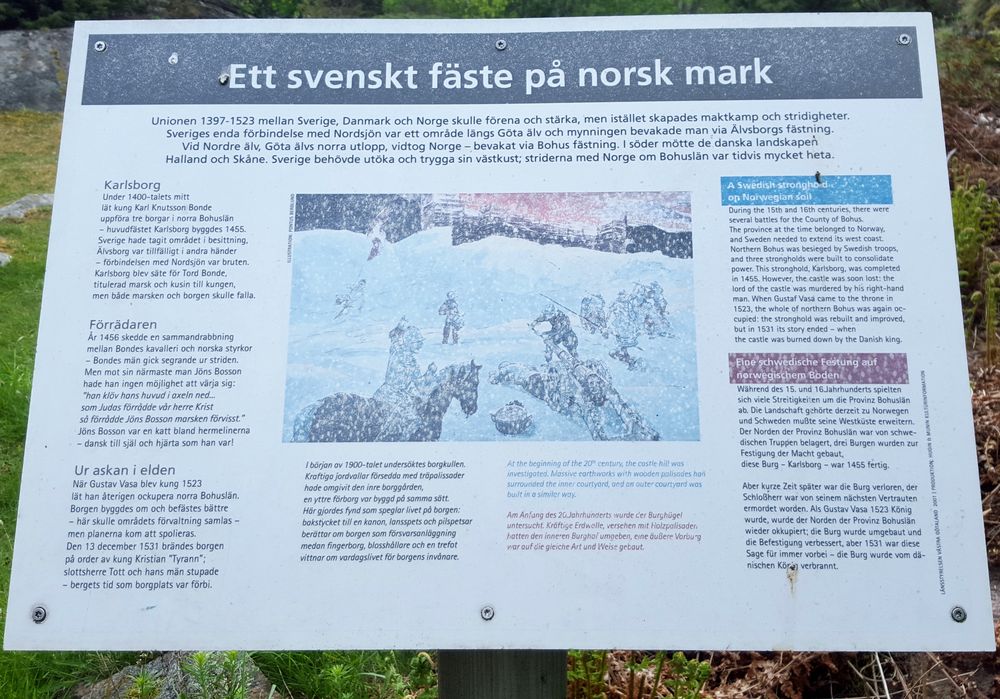 Ett svenskt fäste på norsk mark
Unionen 1397-1523 mellan Sverige, Danmark och Norge skulle förena och stärka, men istället skapades maktkamp och stridigheter.
Sveriges enda förbindelse med Nordsjön var ett område längs Göta älv och mynningen bevakade man via Älvsborgs fästning.
Vid Nordre älv, Göta älvs norra utlopp, vidtog Norge – bevakat via Bohus fästning. I söder mötte de danska landskapen
Halland och Skåne. Sverige behövde utöka och trygga sin västkust; striderna med Norge om Bohuslän var tidvis mycket heta.
Karlsborg
Under 1400-talets mitt
lät kung Karl Knutsson Bonde
uppföra tre borgar i norra Bohuslän
– huvudfästet Karlsborg byggdes 1455.
Sverige hade tagit området i besittning,
Älvsborg var tillfälligt i andra händer
– förbindelsen med Nordsjön var bruten.
Karlsborg blev säte för Tord Bonde,
titulerad marsk och kusin till kungen,
men både marsken och borgen skulle falla.
Förrädaren
År 1456 skedde en sammandrabbning
mellan Bondes kavalleri och norska styrkor
– Bondes män gick segrande ur striden.
Men mot sin närmaste man Jöns Bosson
hade han ingen möjlighet att värja sig:
"han klöv hans huvud i axeln ned...
som Judas förrådde vår herre Krist
så förrådde Jöns Bosson marsken förvisst."
Jöns Bosson var en katt bland hermelinerna
– dansk till själ och hjärta som han var!
Ur askan i elden
När Gustav Vasa blev kung 1523
lät han återigen ockupera norra Bohuslän.
Borgen byggdes om och befästes bättre
– här skulle områdets förvaltning samlas –
men planerna kom att spolieras.
Den 13 december 1531 brändes borgen
på order av kung Kristian "Tyrann";
slottsherre Tott och hans män stupade
– bergets tid som borgplats var förbi.
ILLUSTRATION: PONTUS BERGLUND
I början av 1900-talet undersöktes borgkullen.
Kraftiga jordvallar försedda med träpalissader
hade omgivit den inre borggården,
en yttre förborg var byggd på samma sätt.
Här gjordes fynd som speglar livet på borgen:
bakstycket till en kanon, lansspets och pilspetsar
berättar om borgen som försvarsanläggning
medan fingerborg, blosshållare och en trefot
vittnar om vardagslivet för borgens invånare.
At the beginning of the 20th century, the castle hill was
investigated. Massive earthworks with wooden palisades had
surrounded the inner courtyard, and an outer courtyard was
built in a similar way.
Am Anfang des 20.Jahrhunderts wurde der Burghügel
untersucht. Kräftige Erdwälle, versehen mit Holzpalisaden
hatten den inneren Burghof umgeben, eine äußere Vorburg
war auf die gleiche Art und Weise gebaut.
A Swedish stronghold
on Norwegian soil
During the 15th and 16th centuries, there were
several battles for the County of Bohus.
The province at the time belonged to Norway,
and Sweden needed to extend its west coast.
Northern Bohus was besieged by Swedish troops,
and three strongholds were built to consolidate
power. This stronghold, Karlsborg, was completed
in 1455. However, the castle was soon lost: the
lord of the castle was murdered by his right-hand
man. When Gustaf Vasa came to the throne in
1523, the whole of northern Bohus was again oc-
cupied: the stronghold was rebuilt and improved,
but in 1531 its story ended – when
the castle was burned down by the Danish king.
Eine schwedische Festung auf
norwegischem Boden
Während des 15. und 16.Jahrhunderts spielten
sich viele Streitigkeiten um die Provinz Bohuslän
ab. Die Landschaft gehörte derzeit zu Norwegen
und Schweden mußte seine Westküste erweitern.
Der Norden der Provinz Bohuslän war von schwe-
dischen Truppen belagert, drei Burgen wurden zur
Festigung der Macht gebaut,
diese Burg – Karlsborg – war 1455 fertig.
Aber kurze Zeit später war die Burg verloren, der
Schloßherr war von seinem nächsten Vertrauten
ermordet worden. Als Gustav Vasa 1523 König
wurde, wurde der Norden der Provinz Bohuslän
wieder okkupiert; die Burg wurde umgebaut und
die Befestigung verbessert, aber 1531 war diese
Sage für immer vorbei – die Burg wurde vom dä-
nischen König verbrannt.
LÄNSSTYRELSEN VÄSTRA GÖTALAND 2001 | PRODUKTION: HUGIN & MUNIN KULTURINFORMATION